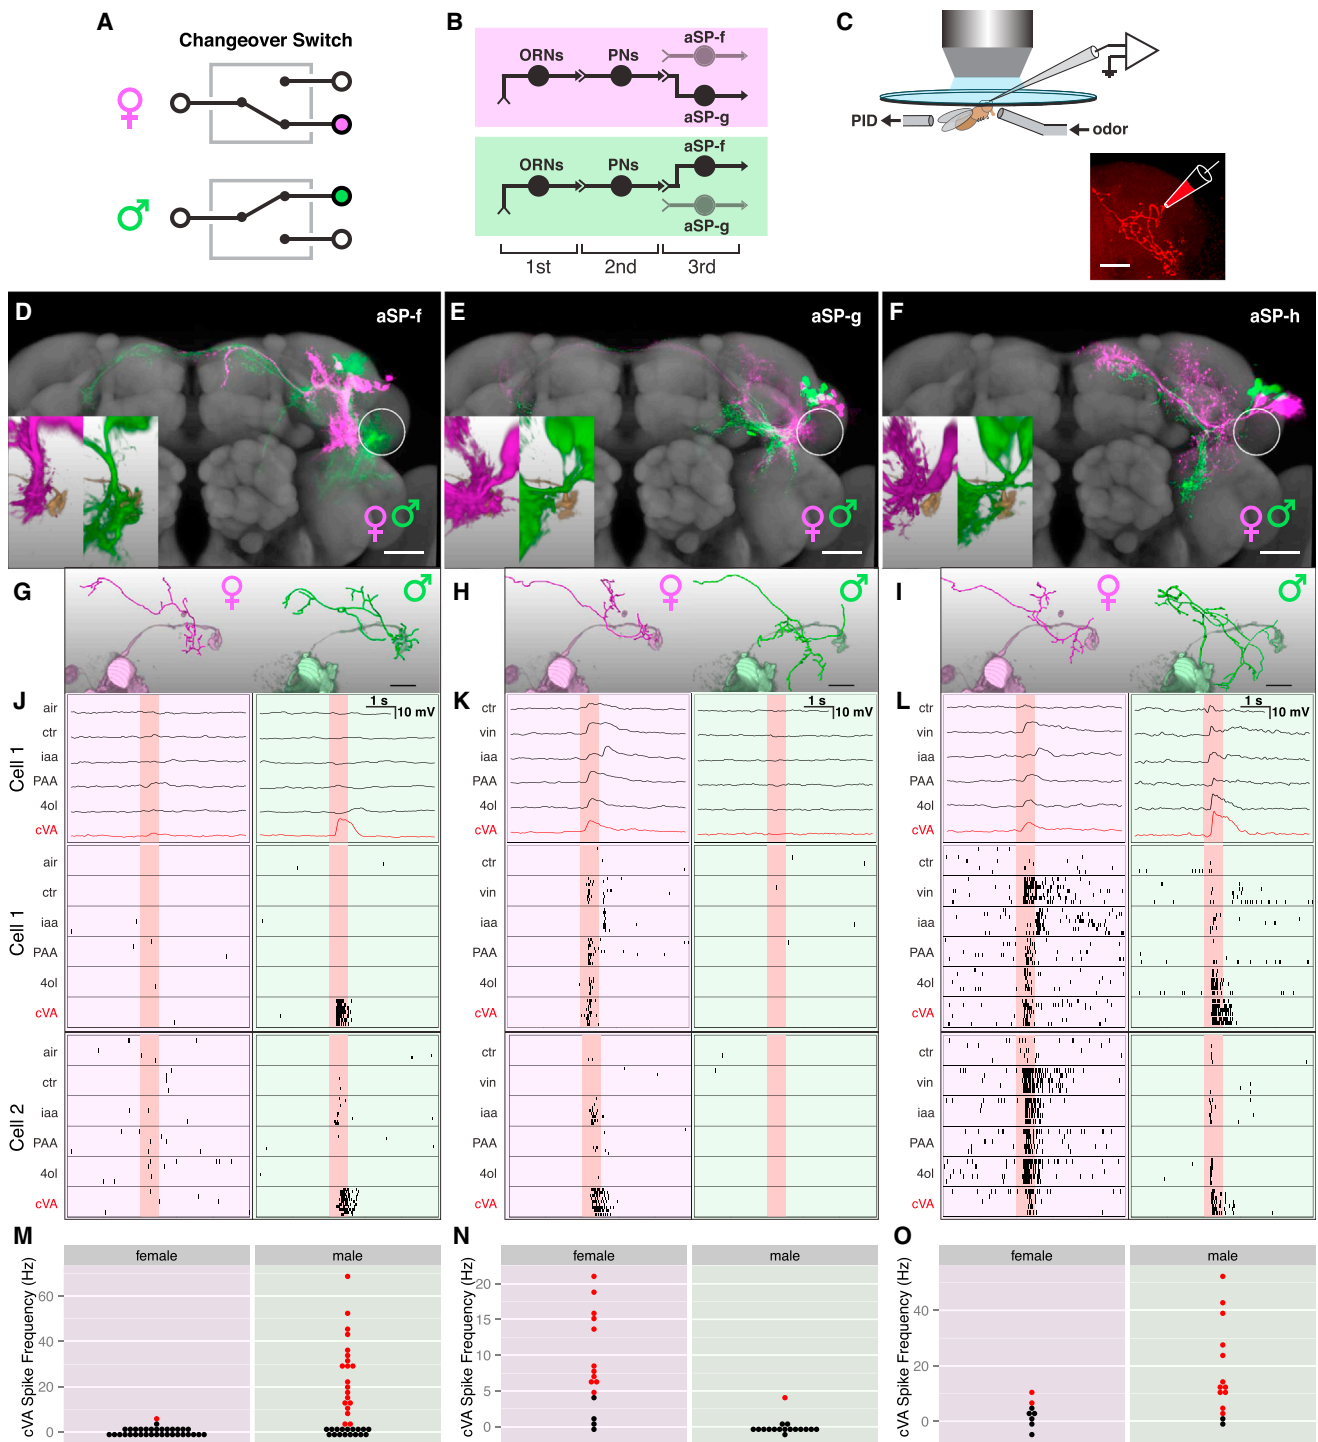 A
Changeover Switch
♀
♂
B
aSP-f
ORNs
PNs
aSP-g
aSP-f
ORNs
PNs
aSP-g
1st
2nd
3rd
C
PID
odor
D
aSP-f
♀♂
E
aSP-g
♀♂
F
aSP-h
♀♂
G
♀
♂
H
♀
♂
I
♀
♂
J
1 s
10 mV
Cell 1
air
ctr
iaa
PAA
4ol
cVA
Cell 1
air
ctr
iaa
PAA
4ol
cVA
Cell 2
air
ctr
iaa
PAA
4ol
cVA
K
1 s
10 mV
ctr
vin
iaa
PAA
4ol
cVA
ctr
vin
iaa
PAA
4ol
cVA
ctr
vin
iaa
PAA
4ol
cVA
L
1 s
10 mV
ctr
vin
iaa
PAA
4ol
cVA
ctr
vin
iaa
PAA
4ol
cVA
ctr
vin
iaa
PAA
4ol
cVA
M
female
male
cVA Spike Frequency (Hz)
60
40
20
0
N
female
male
cVA Spike Frequency (Hz)
20
15
10
5
0
O
female
male
cVA Spike Frequency (Hz)
40
20
0